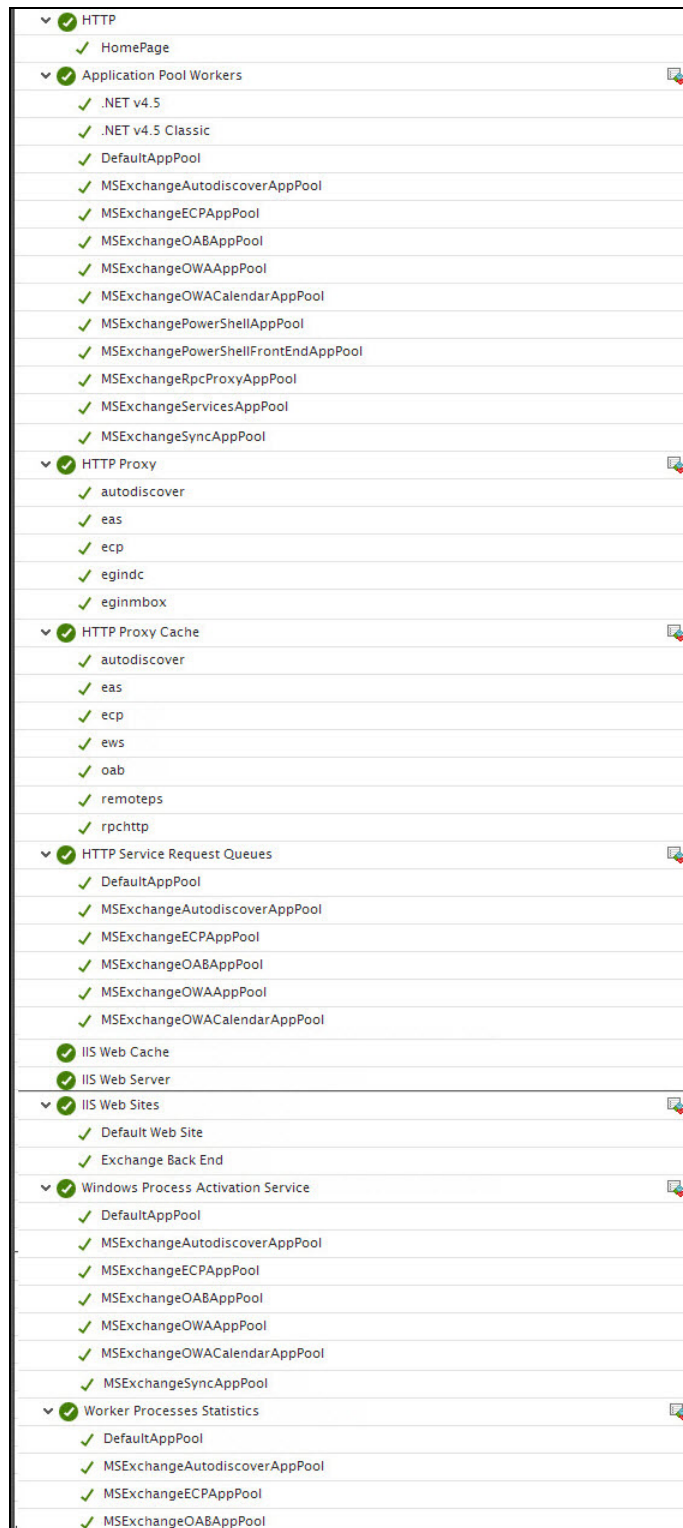 HTTP
HomePage
Application Pool Workers
.NET v4.5
.NET v4.5 Classic
DefaultAppPool
MSExchangeAutodiscoverAppPool
MSExchangeECPAppPool
MSExchangeOABAppPool
MSExchangeOWAAppPool
MSExchangeOWACalendarAppPool
MSExchangePowerShellAppPool
MSExchangePowerShellFrontEndAppPool
MSExchangeRpcProxyAppPool
MSExchangeServicesAppPool
MSExchangeSyncAppPool
HTTP Proxy
autodiscover
eas
ecp
egindc
eginmbox
HTTP Proxy Cache
autodiscover
eas
ecp
ews
oab
remoteps
rpchttp
HTTP Service Request Queues
DefaultAppPool
MSExchangeAutodiscoverAppPool
MSExchangeECPAppPool
MSExchangeOABAppPool
MSExchangeOWAAppPool
MSExchangeOWACalendarAppPool
IIS Web Cache
IIS Web Server
IIS Web Sites
Default Web Site
Exchange Back End
Windows Process Activation Service
DefaultAppPool
MSExchangeAutodiscoverAppPool
MSExchangeECPAppPool
MSExchangeOABAppPool
MSExchangeOWAAppPool
MSExchangeOWACalendarAppPool
MSExchangeSyncAppPool
Worker Processes Statistics
DefaultAppPool
MSExchangeAutodiscoverAppPool
MSExchangeECPAppPool
MSExchangeOABAppPool